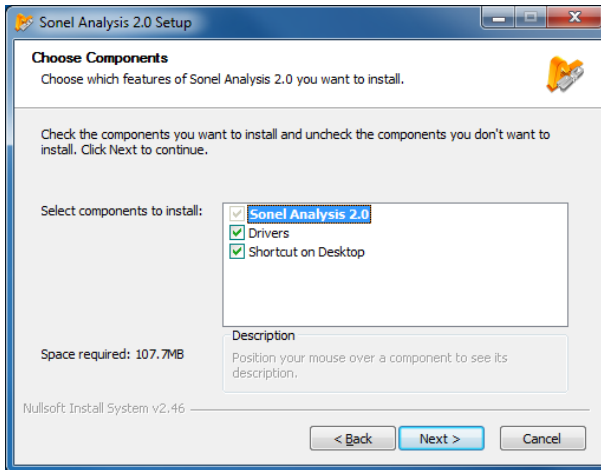 Sonel Analysis 2.0 Setup
Choose Components
Choose which features of Sonel Analysis 2.0 you want to install.
Check the components you want to install and uncheck the components you don't want to
install. Click Next to continue.
Select components to install:
Sonel Analysis 2.0
Drivers
Shortcut on Desktop
Space required: 107.7MB
Description
Position your mouse over a component to see its
description.
Nullsoft Install System v2.46
< Back
Next >
Cancel